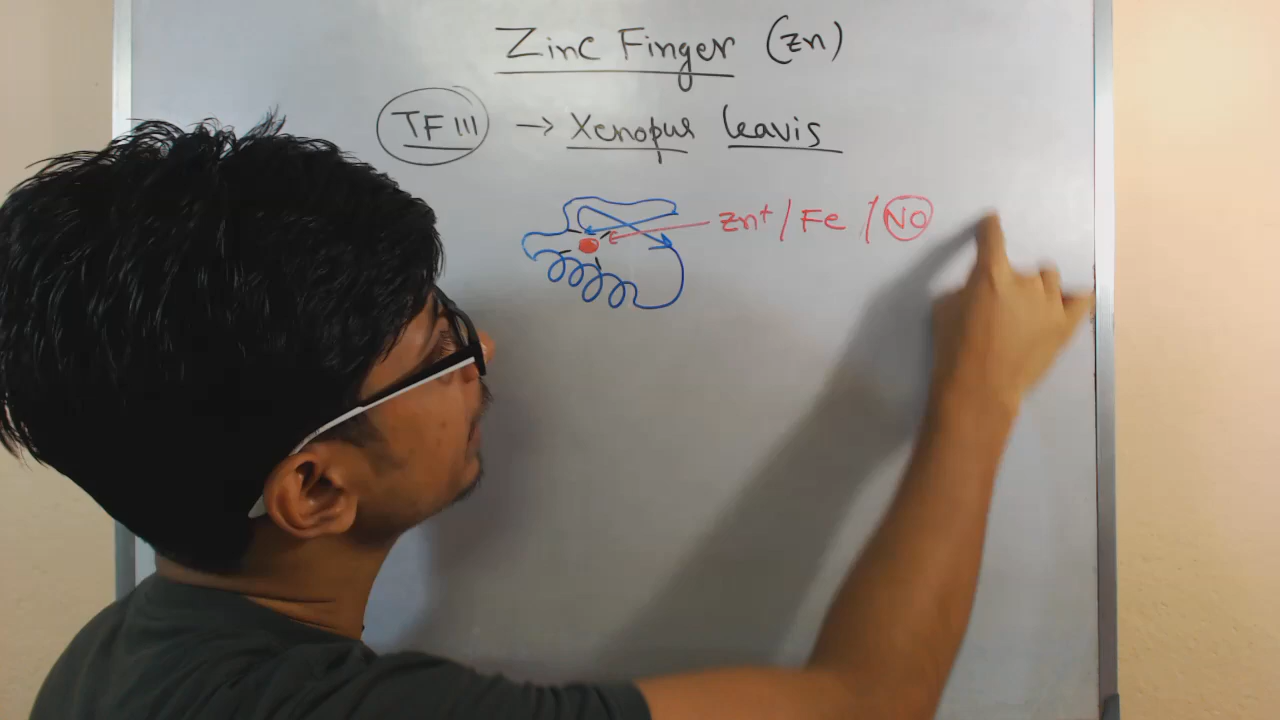 Zinc Finger (Zn)
TF III → Xenopus leavis
Zn⁺ / Fe / NO